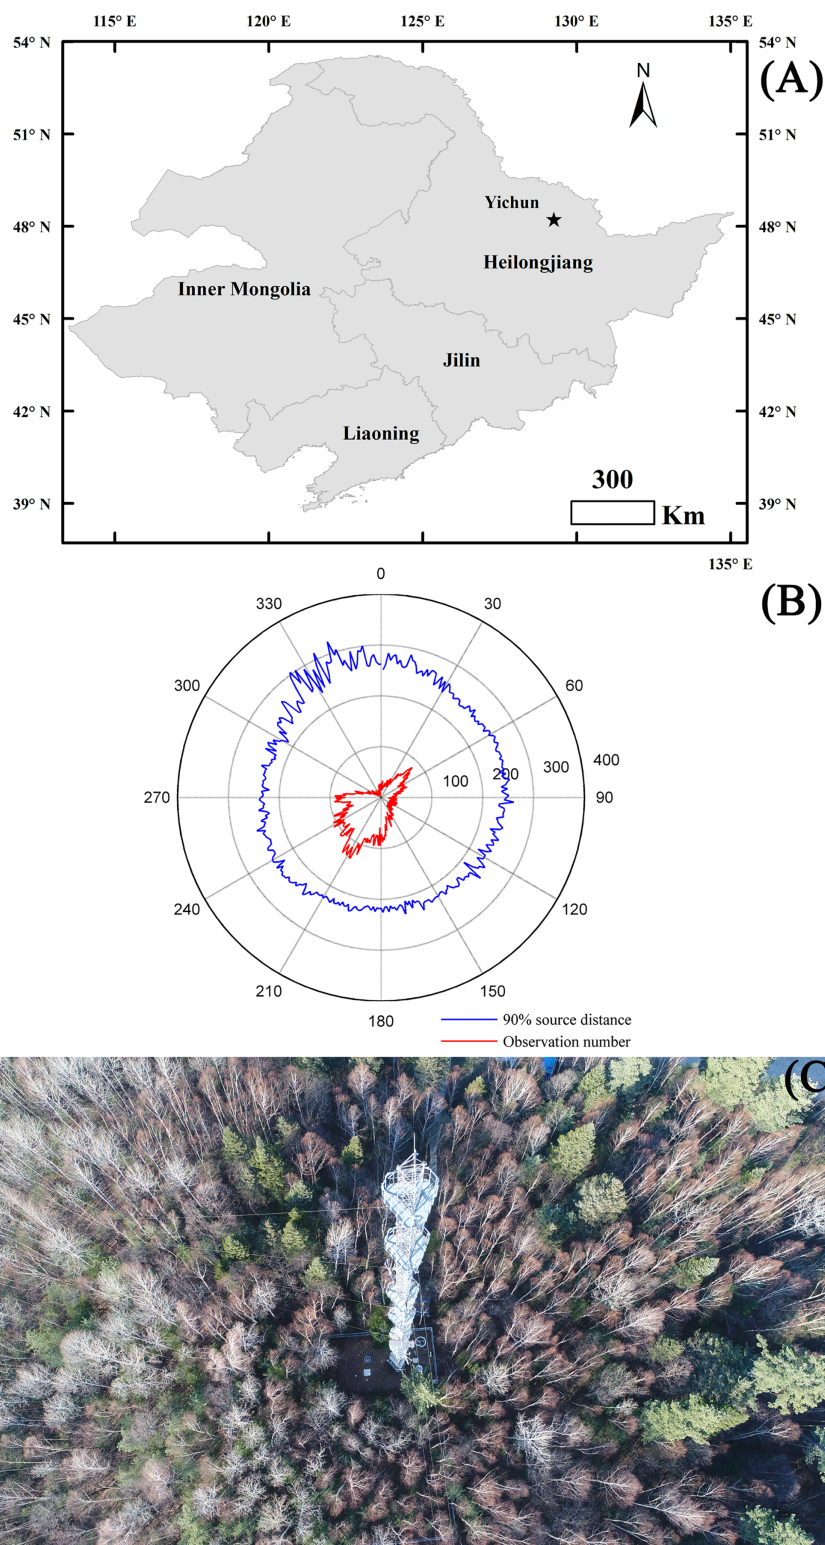 115° E 120° E 125° E 130° E 135° E
54° N 54° N
(A)
N
51° N 51° N
Yichun
48° N 48° N
Heilongjiang
Inner Mongolia
45° N 45° N
Jilin
42° N 42° N
Liaoning
300
39° N 39° N
Km
135° E
(B)
0
330 30
300 60
400
300
200
100
270 90
240 120
210 150
180
90% source distance
Observation number
(C